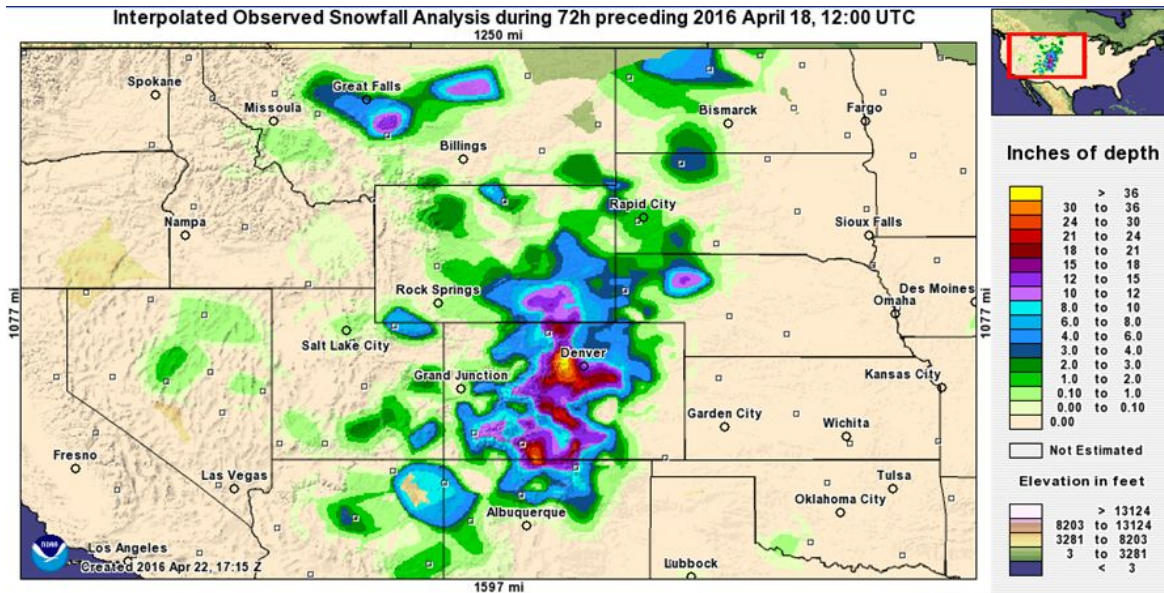 Interpolated Observed Snowfall Analysis during 72h preceding 2016 April 18, 12:00 UTC
1250 mi
Spokane
Great Falls
Missoula
Bismarck
Fargo
Billings
Rapid City
Nampa
Sioux Falls
Rock Springs
Des Moines
Omaha
1077 mi
1077 mi
Salt Lake City
Denver
Grand Junction
Kansas City
Garden City
Wichita
Fresno
Las Vegas
Tulsa
Oklahoma City
Albuquerque
Los Angeles
NOAA
Created 2016 Apr 22, 17:15 Z
Lubbock
1597 mi
Inches of depth
> 36
30 to 36
24 to 30
21 to 24
18 to 21
15 to 18
12 to 15
10 to 12
8.0 to 10
6.0 to 8.0
4.0 to 6.0
3.0 to 4.0
2.0 to 3.0
1.0 to 2.0
0.10 to 1.0
0.00 to 0.10
0.00
Not Estimated
Elevation in feet
> 13124
8203 to 13124
3281 to 8203
3 to 3281
< 3